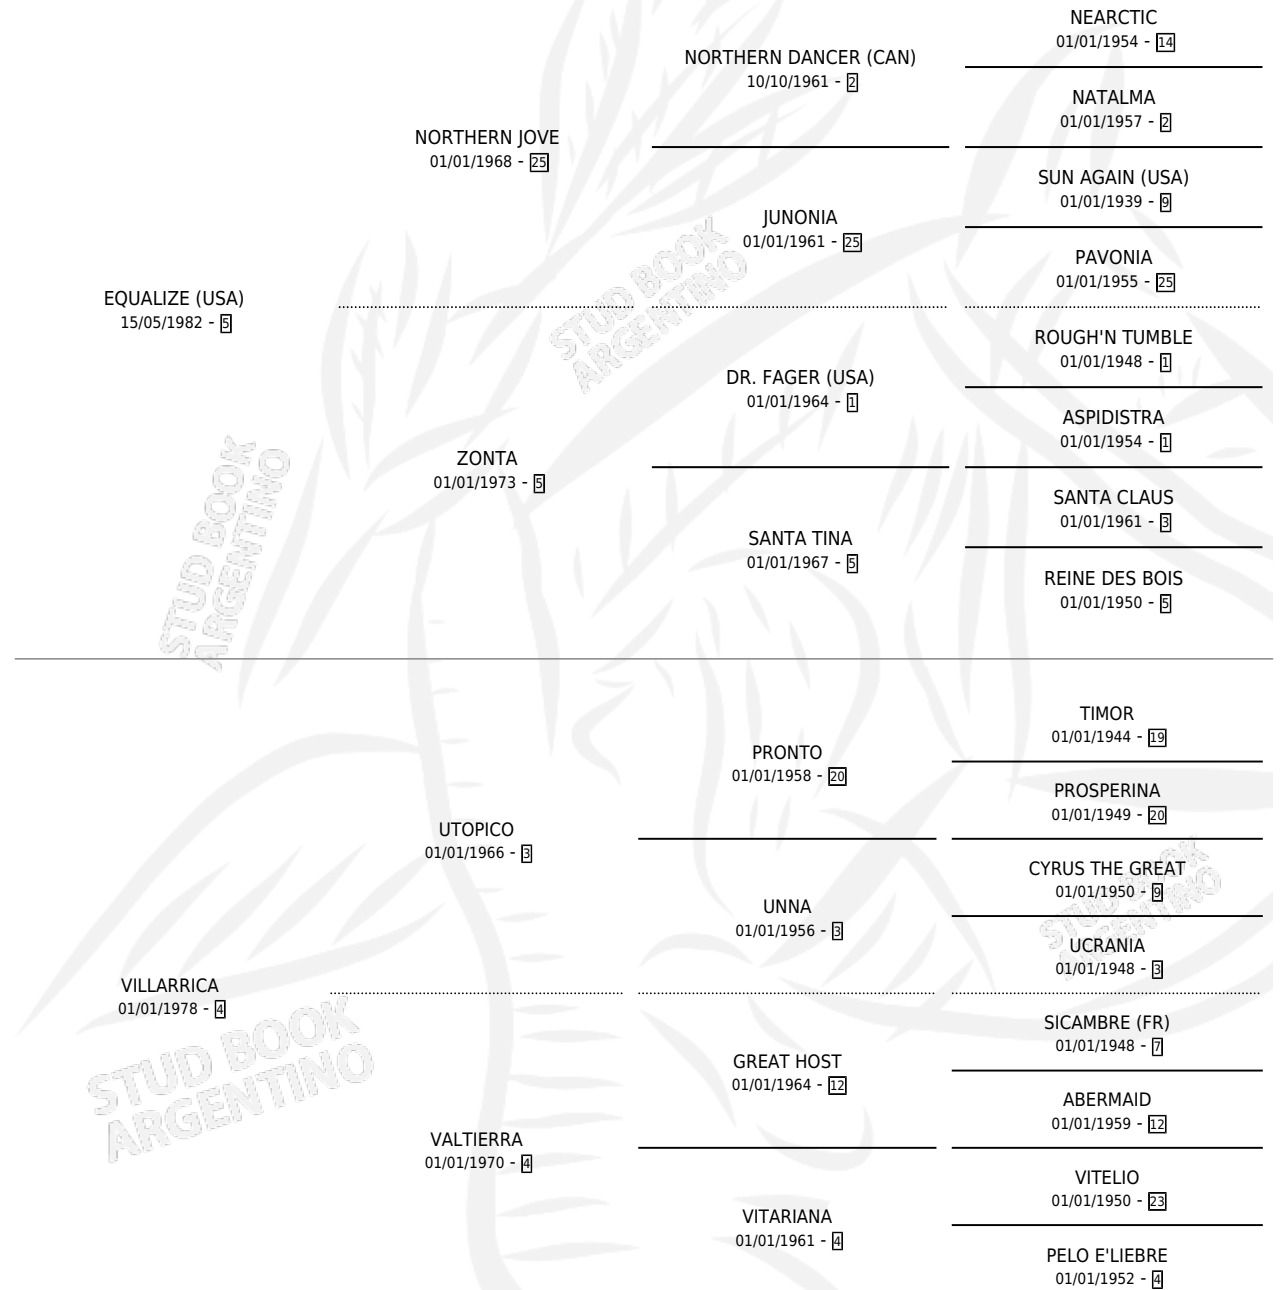 NEARCTIC
01/01/1954 - 14
NORTHERN DANCER (CAN)
10/10/1961 - 2
NATALMA
01/01/1957 - 2
NORTHERN JOVE
01/01/1968 - 25
SUN AGAIN (USA)
01/01/1939 - 9
JUNONIA
01/01/1961 - 25
PAVONIA
01/01/1955 - 25
EQUALIZE (USA)
15/05/1982 - 5
STUD BOOK
ARGENTINO
ROUGH'N TUMBLE
01/01/1948 - 1
DR. FAGER (USA)
01/01/1964 - 1
ASPIDISTRA
01/01/1954 - 1
ZONTA
01/01/1973 - 5
SANTA CLAUS
01/01/1961 - 3
SANTA TINA
01/01/1967 - 5
REINE DES BOIS
01/01/1950 - 5
STUD BOOK
ARGENTINO
TIMOR
01/01/1944 - 19
PRONTO
01/01/1958 - 20
PROSPERINA
01/01/1949 - 20
UTOPICO
01/01/1966 - 3
CYRUS THE GREAT
01/01/1950 - 9
UNNA
01/01/1956 - 3
UCRANIA
01/01/1948 - 3
STUD BOOK
ARGENTINO
VILLARRICA
01/01/1978 - 4
SICAMBRE (FR)
01/01/1948 - 7
GREAT HOST
01/01/1964 - 12
ABERMAID
01/01/1959 - 12
STUD BOOK
ARGENTINO
VALTIERRA
01/01/1970 - 4
VITELIO
01/01/1950 - 23
VITARIANA
01/01/1961 - 4
PELO E'LIEBRE
01/01/1952 - 4